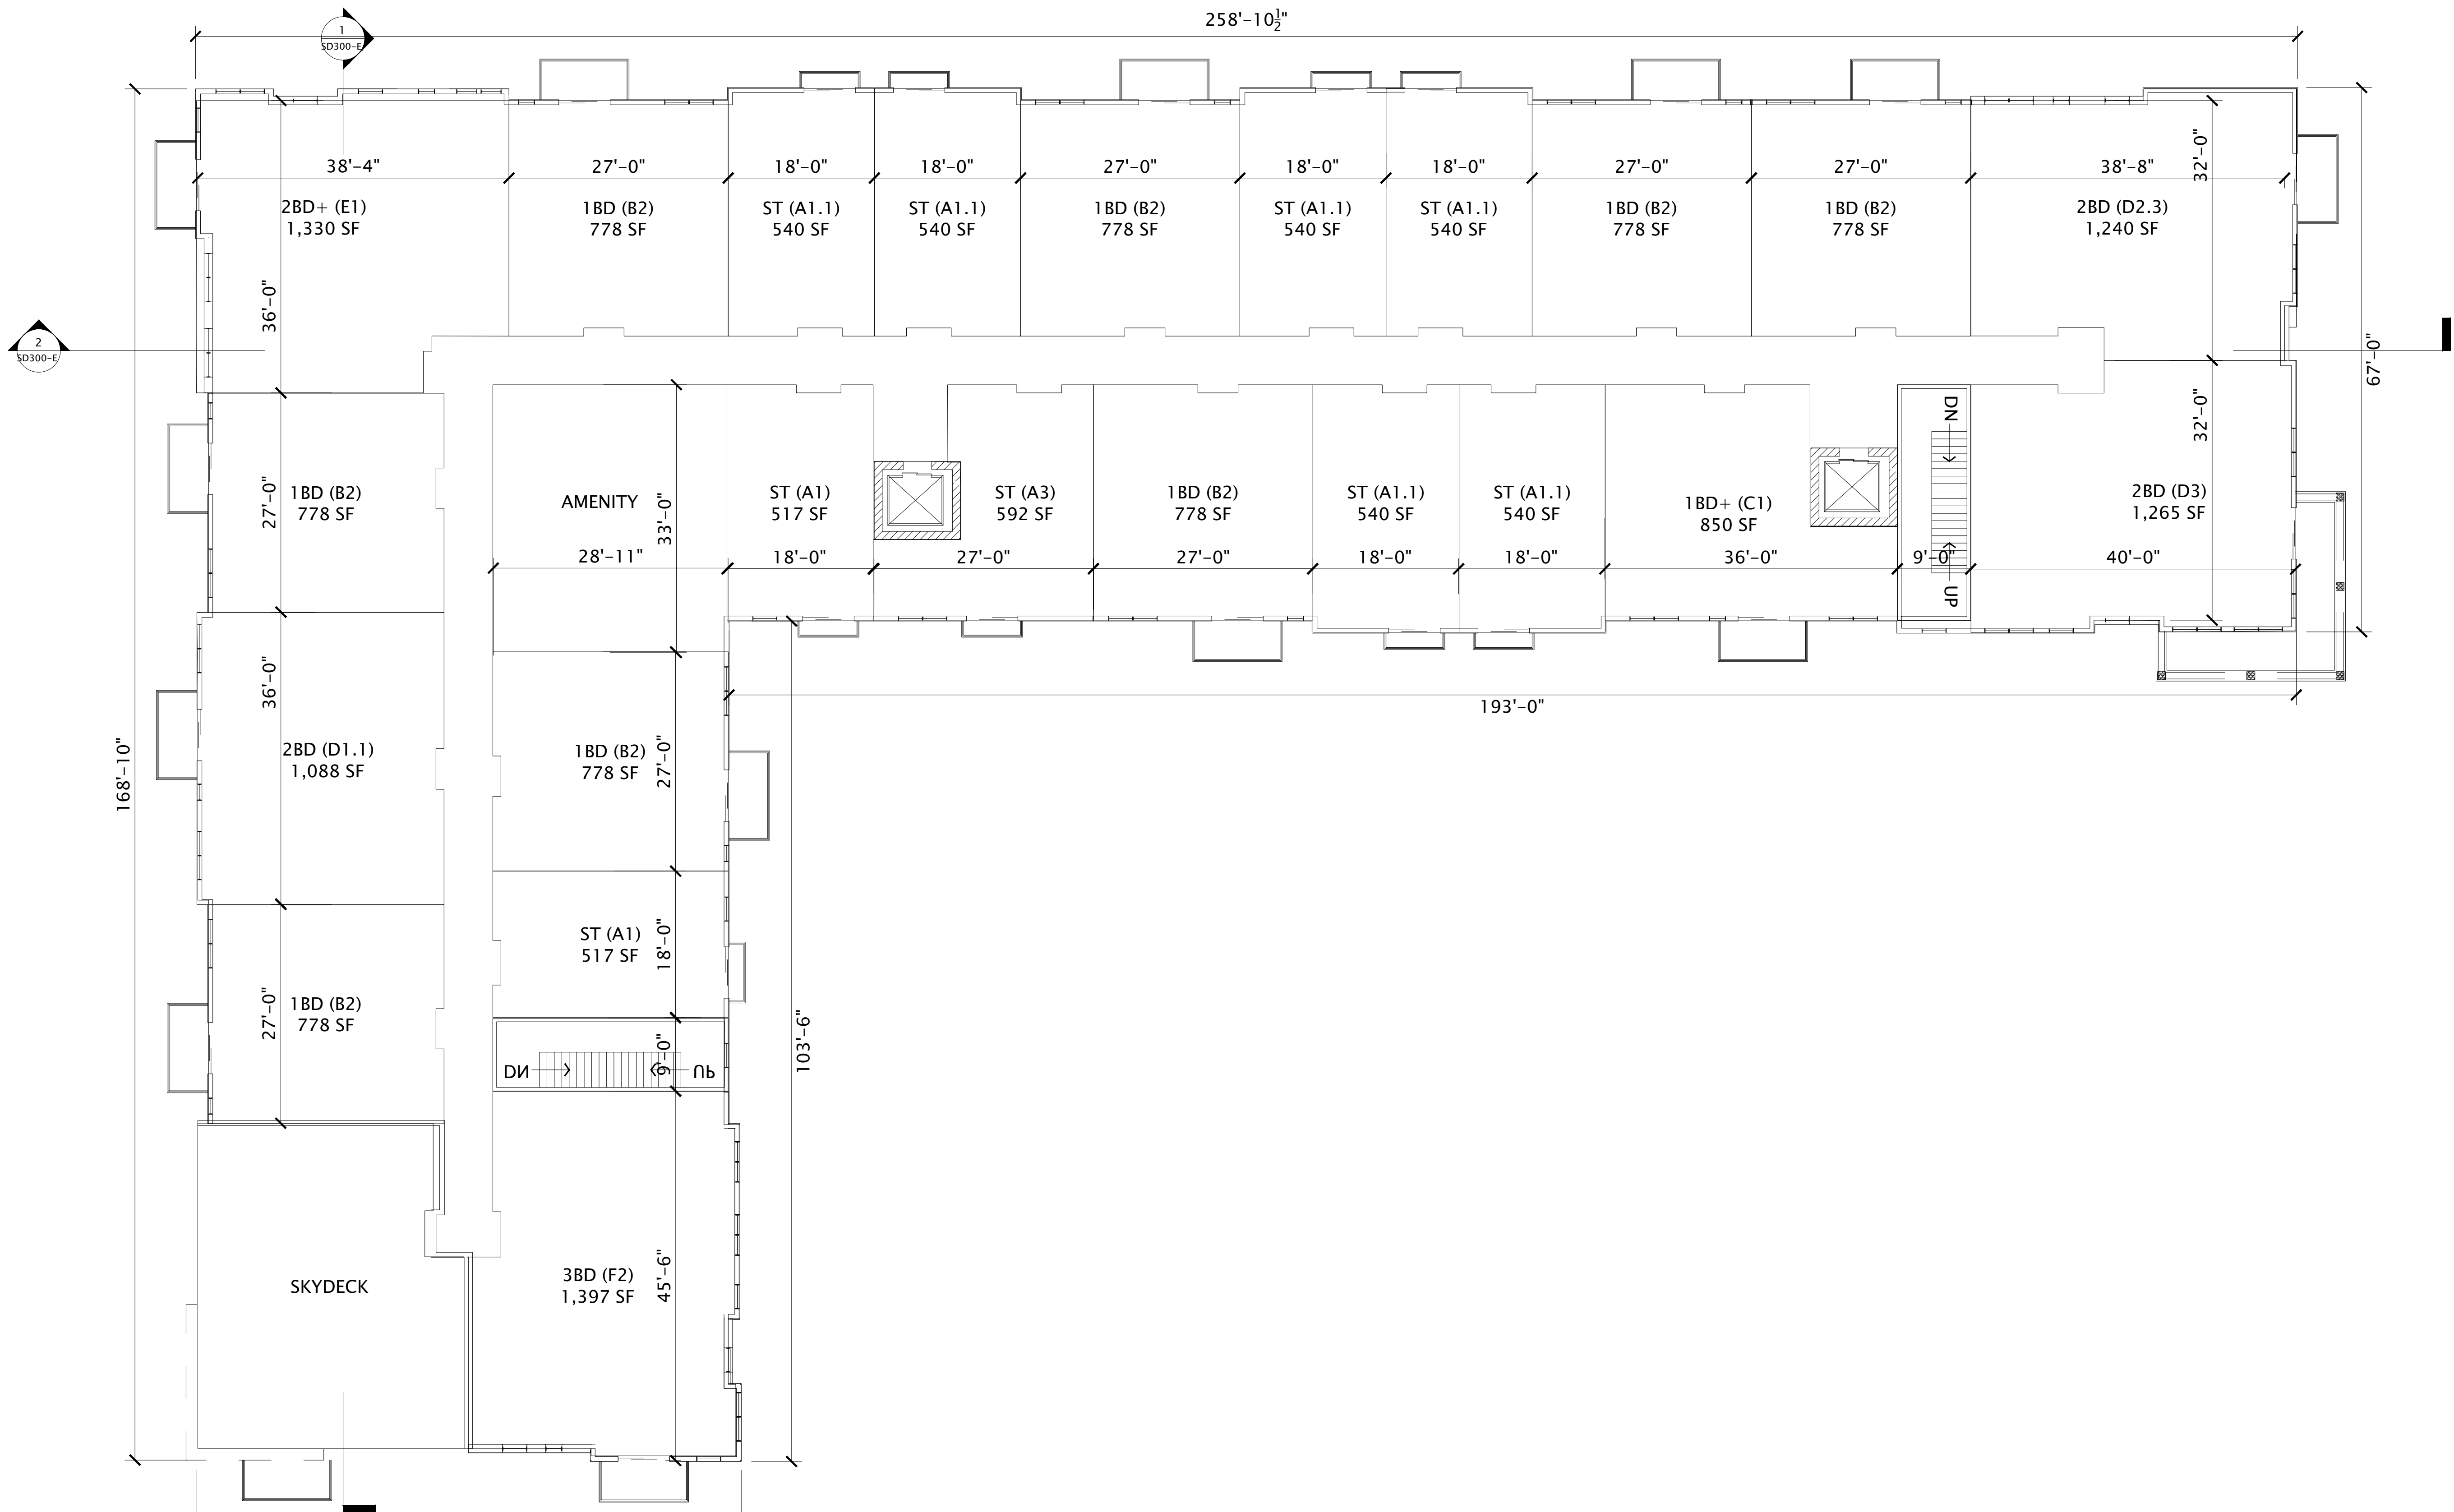 258'-10½"
1
SD300-E
38'-4"
27'-0"
18'-0"
18'-0"
27'-0"
18'-0"
18'-0"
27'-0"
27'-0"
38'-8"
32'-0"
2BD+ (E1)
1,330 SF
1BD (B2)
778 SF
ST (A1.1)
540 SF
ST (A1.1)
540 SF
1BD (B2)
778 SF
ST (A1.1)
540 SF
ST (A1.1)
540 SF
1BD (B2)
778 SF
1BD (B2)
778 SF
2BD (D2.3)
1,240 SF
36'-0"
2
SD300-E
67'-0"
DN
32'-0"
27'-0"
1BD (B2)
778 SF
AMENITY
33'-0"
ST (A1)
517 SF
ST (A3)
592 SF
1BD (B2)
778 SF
ST (A1.1)
540 SF
ST (A1.1)
540 SF
1BD+ (C1)
850 SF
2BD (D3)
1,265 SF
28'-11"
18'-0"
27'-0"
27'-0"
18'-0"
18'-0"
36'-0"
9'-0"
40'-0"
UP
36'-0"
193'-0"
168'-10"
2BD (D1.1)
1,088 SF
1BD (B2)
778 SF
27'-0"
ST (A1)
517 SF
18'-0"
27'-0"
1BD (B2)
778 SF
103'-6"
DN
9'-0"
UP
SKYDECK
3BD (F2)
1,397 SF
45'-6"